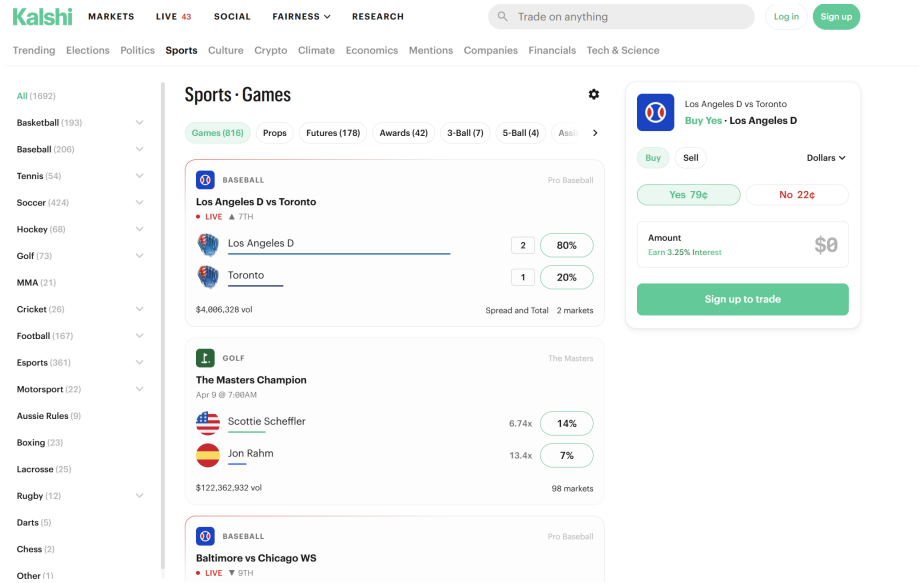 Kalshi MARKETS LIVE 43 SOCIAL FAIRNESS RESEARCH Trade on anything Log in Sign up
Trending Elections Politics Sports Culture Crypto Climate Economics Mentions Companies Financials Tech & Science
All (1692)
Basketball (193)
Baseball (206)
Tennis (54)
Soccer (424)
Hockey (68)
Golf (73)
MMA (21)
Cricket (26)
Football (167)
Esports (361)
Motorsport (22)
Aussie Rules (9)
Boxing (23)
Lacrosse (25)
Rugby (12)
Darts (5)
Chess (2)
Other (1)
Sports · Games
Games (816) Props Futures (178) Awards (42) 3-Ball (7) 5-Ball (4)
BASEBALL Pro Baseball
Los Angeles D vs Toronto
LIVE ▲ 7TH
Los Angeles D 2 80%
Toronto 1 20%
$4,006,328 vol Spread and Total 2 markets
GOLF The Masters
The Masters Champion
Apr 9 @ 7:00AM
Scottie Scheffler 6.74x 14%
Jon Rahm 13.4x 7%
$122,362,932 vol 98 markets
BASEBALL Pro Baseball
Baltimore vs Chicago WS
LIVE ▼ 9TH
Los Angeles D vs Toronto
Buy Yes · Los Angeles D
Buy Sell Dollars
Yes 79¢ No 22¢
Amount $0
Earn 3.25% Interest
Sign up to trade